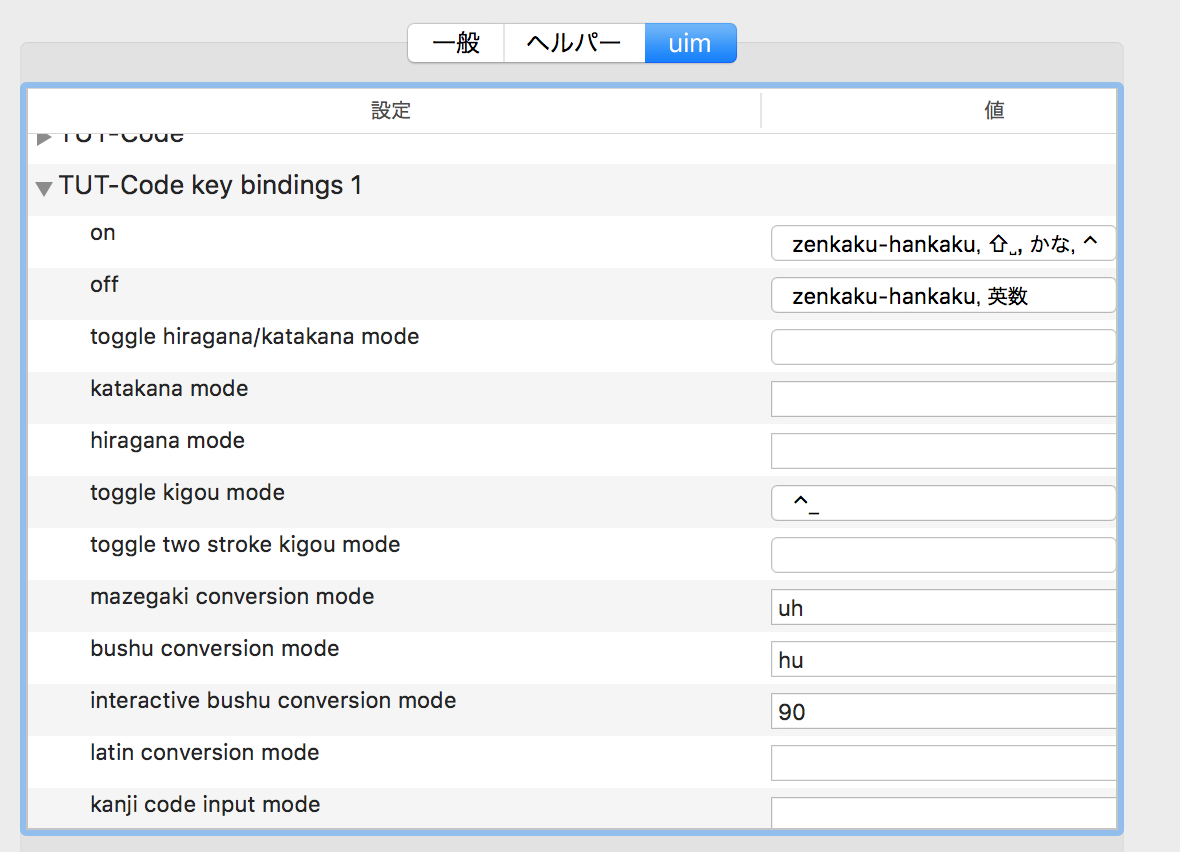 一般 ヘルパー uim
設定 値
TUT-Code
TUT-Code key bindings 1
on zenkaku-hankaku, ⇧␣, かな, ^
off zenkaku-hankaku, 英数
toggle hiragana/katakana mode
katakana mode
hiragana mode
toggle kigou mode ^_
toggle two stroke kigou mode
mazegaki conversion mode uh
bushu conversion mode hu
interactive bushu conversion mode 90
latin conversion mode
kanji code input mode